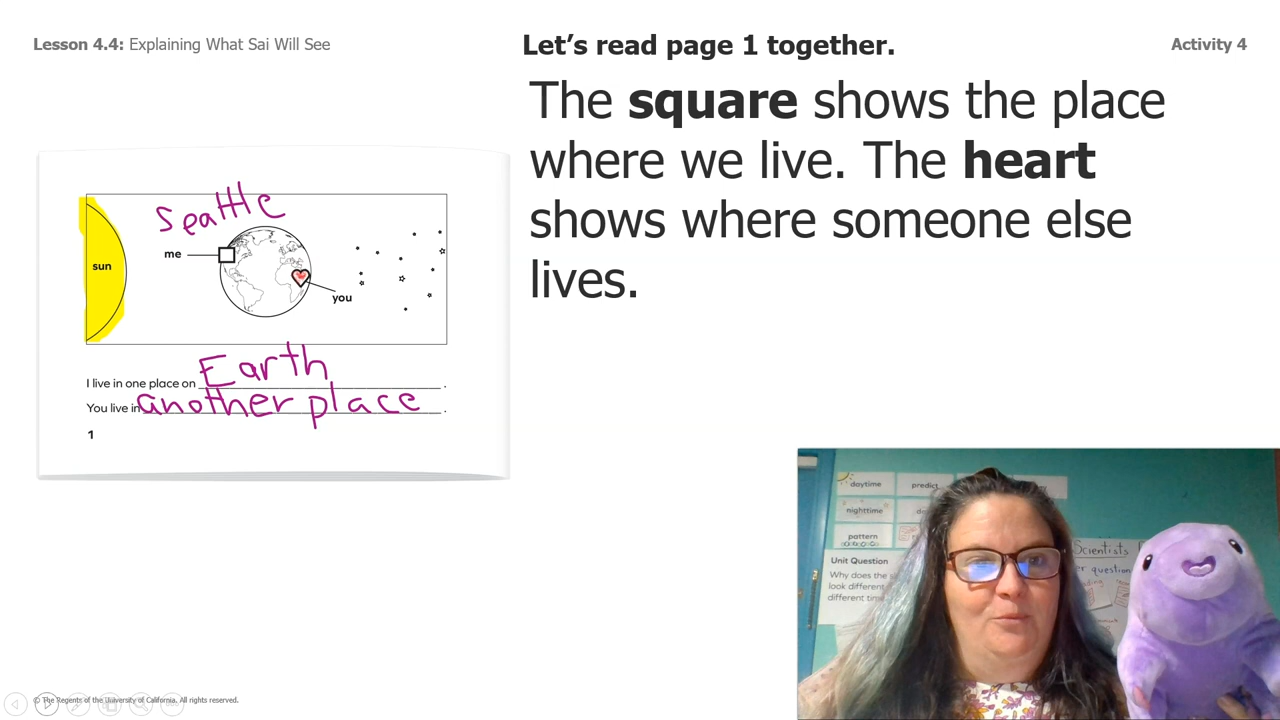 Lesson 4.4: Explaining What Sai Will See
Let's read page 1 together.
Activity 4
The square shows the place
where we live. The heart
shows where someone else
lives.
Seattle
sun
me
you
I live in one place on Earth.
You live in another place.
1
daytime
predict
nighttime
pattern
Unit Question
Why does the
look different
different
Scientists
question
© The Regents of the University of California. All rights reserved.